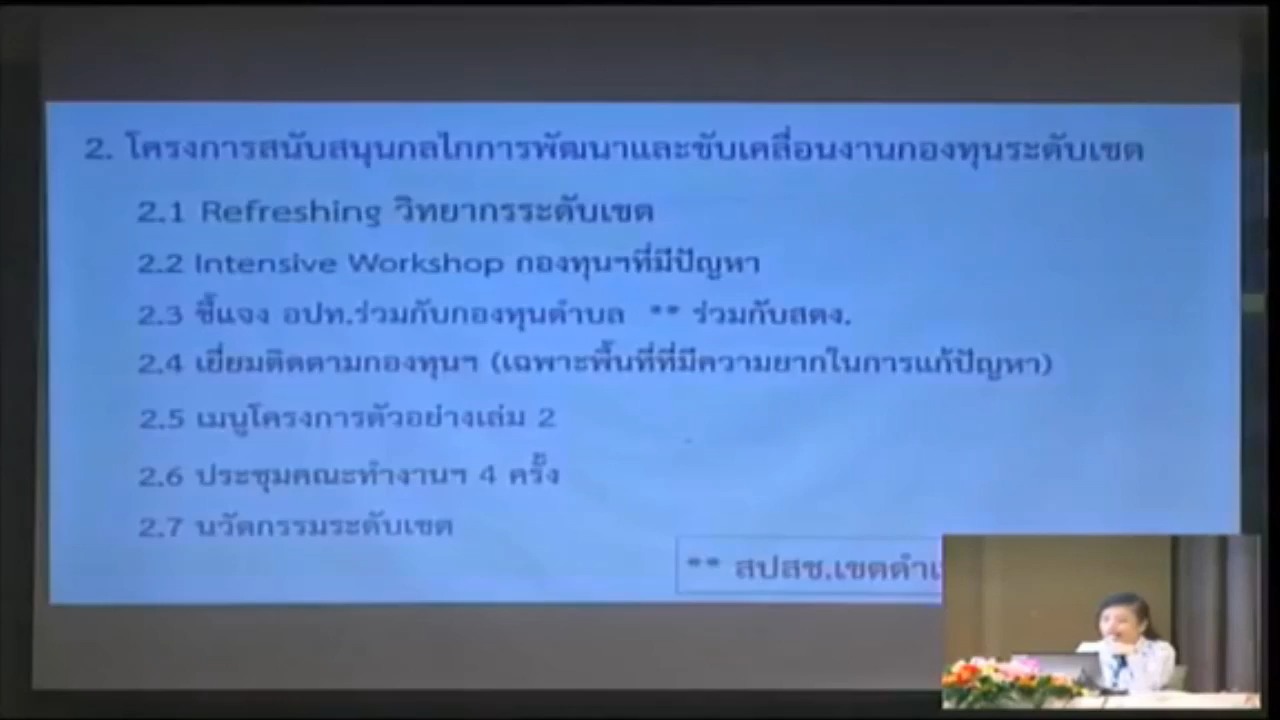 2. โครงการสนับสนุนกลไกการพัฒนาและขับเคลื่อนงานกองทุนระดับเขต
2.1 Refreshing วิทยากรระดับเขต
2.2 Intensive Workshop กองทุนฯที่มีปัญหา
2.3 ชี้แจง อปท.ร่วมกับกองทุนตำบล ** ร่วมกับสตง.
2.4 เยี่ยมติดตามกองทุนฯ (เฉพาะพื้นที่ที่มีความยากในการแก้ปัญหา)
2.5 เมนูโครงการตัวอย่างเล่ม 2
2.6 ประชุมคณะทำงานฯ 4 ครั้ง
2.7 นวัตกรรมระดับเขต
** สปสช.เขต